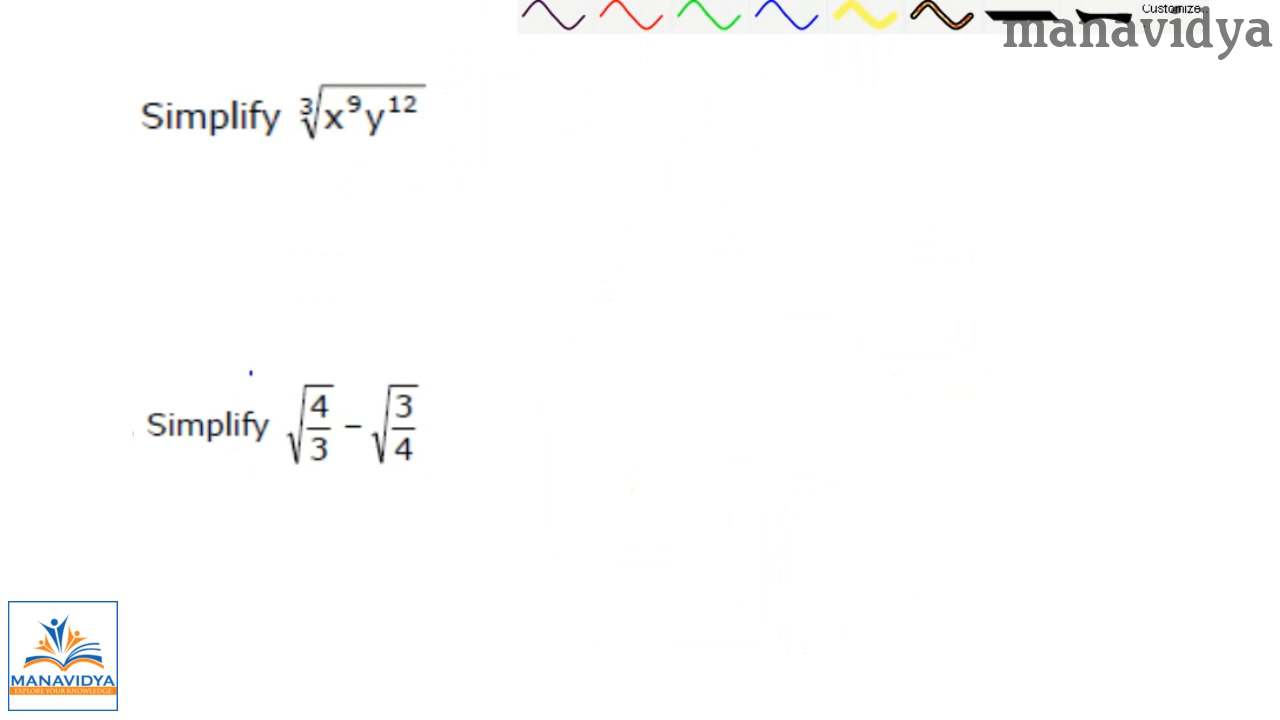 Customize..
manavidya
Simplify ∛(x⁹y¹²)
Simplify √(4/3) − √(3/4)
MANAVIDYA
EXPLORE YOUR KNOWLEDGE